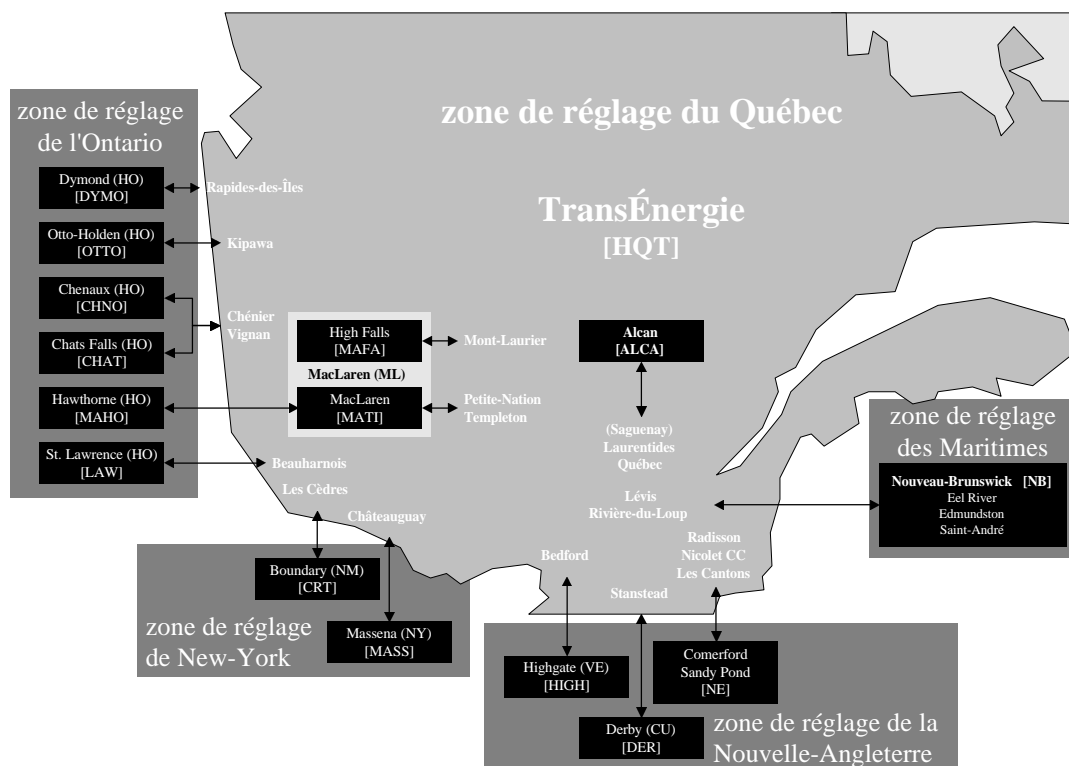 zone de réglage du Québec
TransÉnergie
[HQT]
zone de réglage
de l'Ontario
Dymond (HO)
[DYMO]
Rapides-des-Îles
Otto-Holden (HO)
[OTTO]
Kipawa
Chenaux (HO)
[CHNO]
Chats Falls (HO)
[CHAT]
Chénier
Vignan
Hawthorne (HO)
[MAHO]
St. Lawrence (HO)
[LAW]
High Falls
[MAFA]
MacLaren (ML)
MacLaren
[MATI]
Mont-Laurier
Petite-Nation
Templeton
Alcan
[ALCA]
(Saguenay)
Laurentides
Québec
Lévis
Rivière-du-Loup
zone de réglage
des Maritimes
Nouveau-Brunswick [NB]
Eel River
Edmundston
Saint-André
Beauharnois
Les Cèdres
Châteauguay
Bedford
Stanstead
Radisson
Nicolet CC
Les Cantons
Boundary (NM)
[CRT]
Massena (NY)
[MASS]
zone de réglage
de New-York
Highgate (VE)
[HIGH]
Comerford
Sandy Pond
[NE]
Derby (CU)
[DER]
zone de réglage de la
Nouvelle-Angleterre